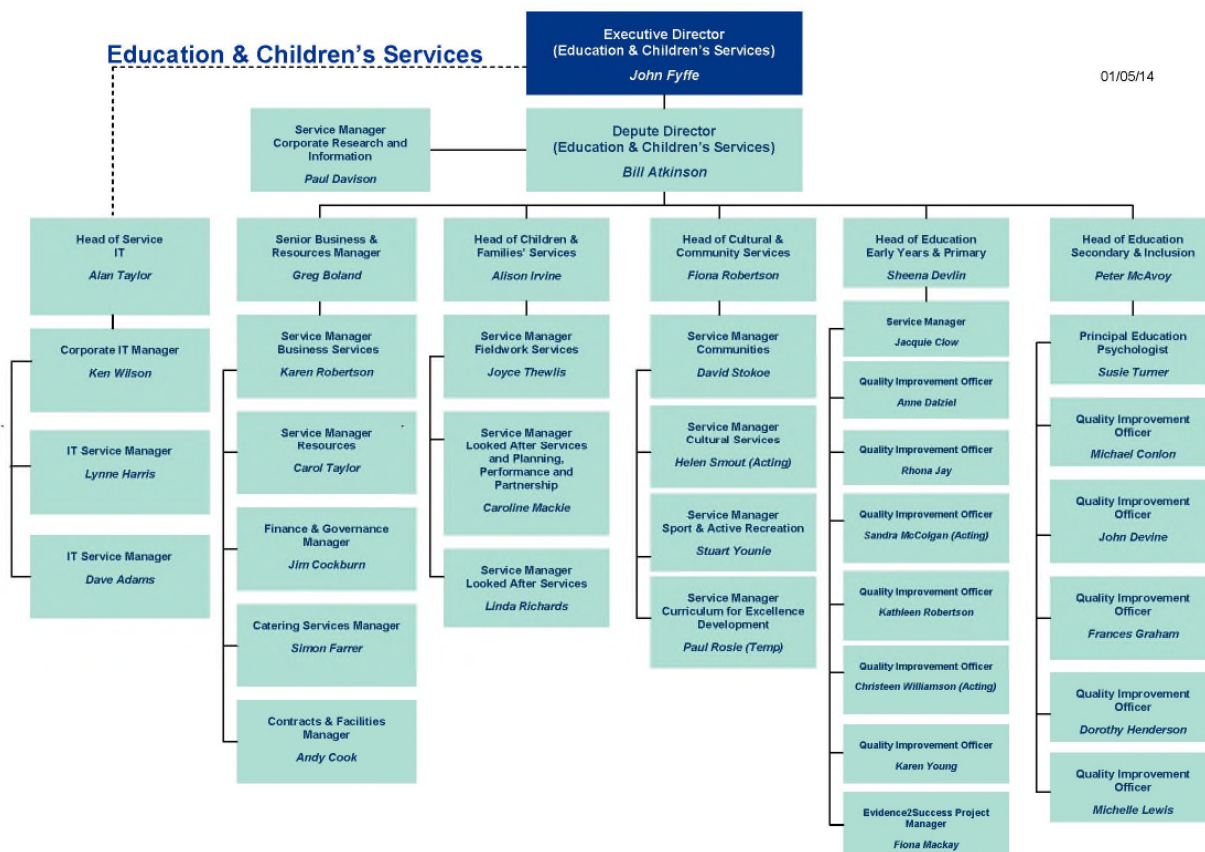 Education & Children's Services
Executive Director
(Education & Children's Services)
John Fyffe
01/05/14
Service Manager
Corporate Research and
Information
Paul Davison
Depute Director
(Education & Children's Services)
Bill Atkinson
Head of Service
IT
Alan Taylor
Corporate IT Manager
Ken Wilson
IT Service Manager
Lynne Harris
IT Service Manager
Dave Adams
Senior Business &
Resources Manager
Greg Boland
Service Manager
Business Services
Karen Robertson
Service Manager
Resources
Carol Taylor
Finance & Governance
Manager
Jim Cockburn
Catering Services Manager
Simon Farrer
Contracts & Facilities
Manager
Andy Cook
Head of Children &
Families' Services
Alison Irvine
Service Manager
Fieldwork Services
Joyce Thewlis
Service Manager
Looked After Services
and Planning,
Performance and
Partnership
Caroline Mackie
Service Manager
Looked After Services
Linda Richards
Head of Cultural &
Community Services
Fiona Robertson
Service Manager
Communities
David Stokoe
Service Manager
Cultural Services
Helen Smout (Acting)
Service Manager
Sport & Active Recreation
Stuart Younie
Service Manager
Curriculum for Excellence
Development
Paul Rosie (Temp)
Head of Education
Early Years & Primary
Sheena Devlin
Service Manager
Jacquie Clow
Quality Improvement Officer
Anne Dalziel
Quality Improvement Officer
Rhona Jay
Quality Improvement Officer
Sandra McColgan (Acting)
Quality Improvement Officer
Kathleen Robertson
Quality Improvement Officer
Christeen Williamson (Acting)
Quality Improvement Officer
Karen Young
Evidence2Success Project
Manager
Fiona Mackay
Head of Education
Secondary & Inclusion
Peter McAvoy
Principal Education
Psychologist
Susie Turner
Quality Improvement
Officer
Michael Conlon
Quality Improvement
Officer
John Devine
Quality Improvement
Officer
Frances Graham
Quality Improvement
Officer
Dorothy Henderson
Quality Improvement
Officer
Michelle Lewis